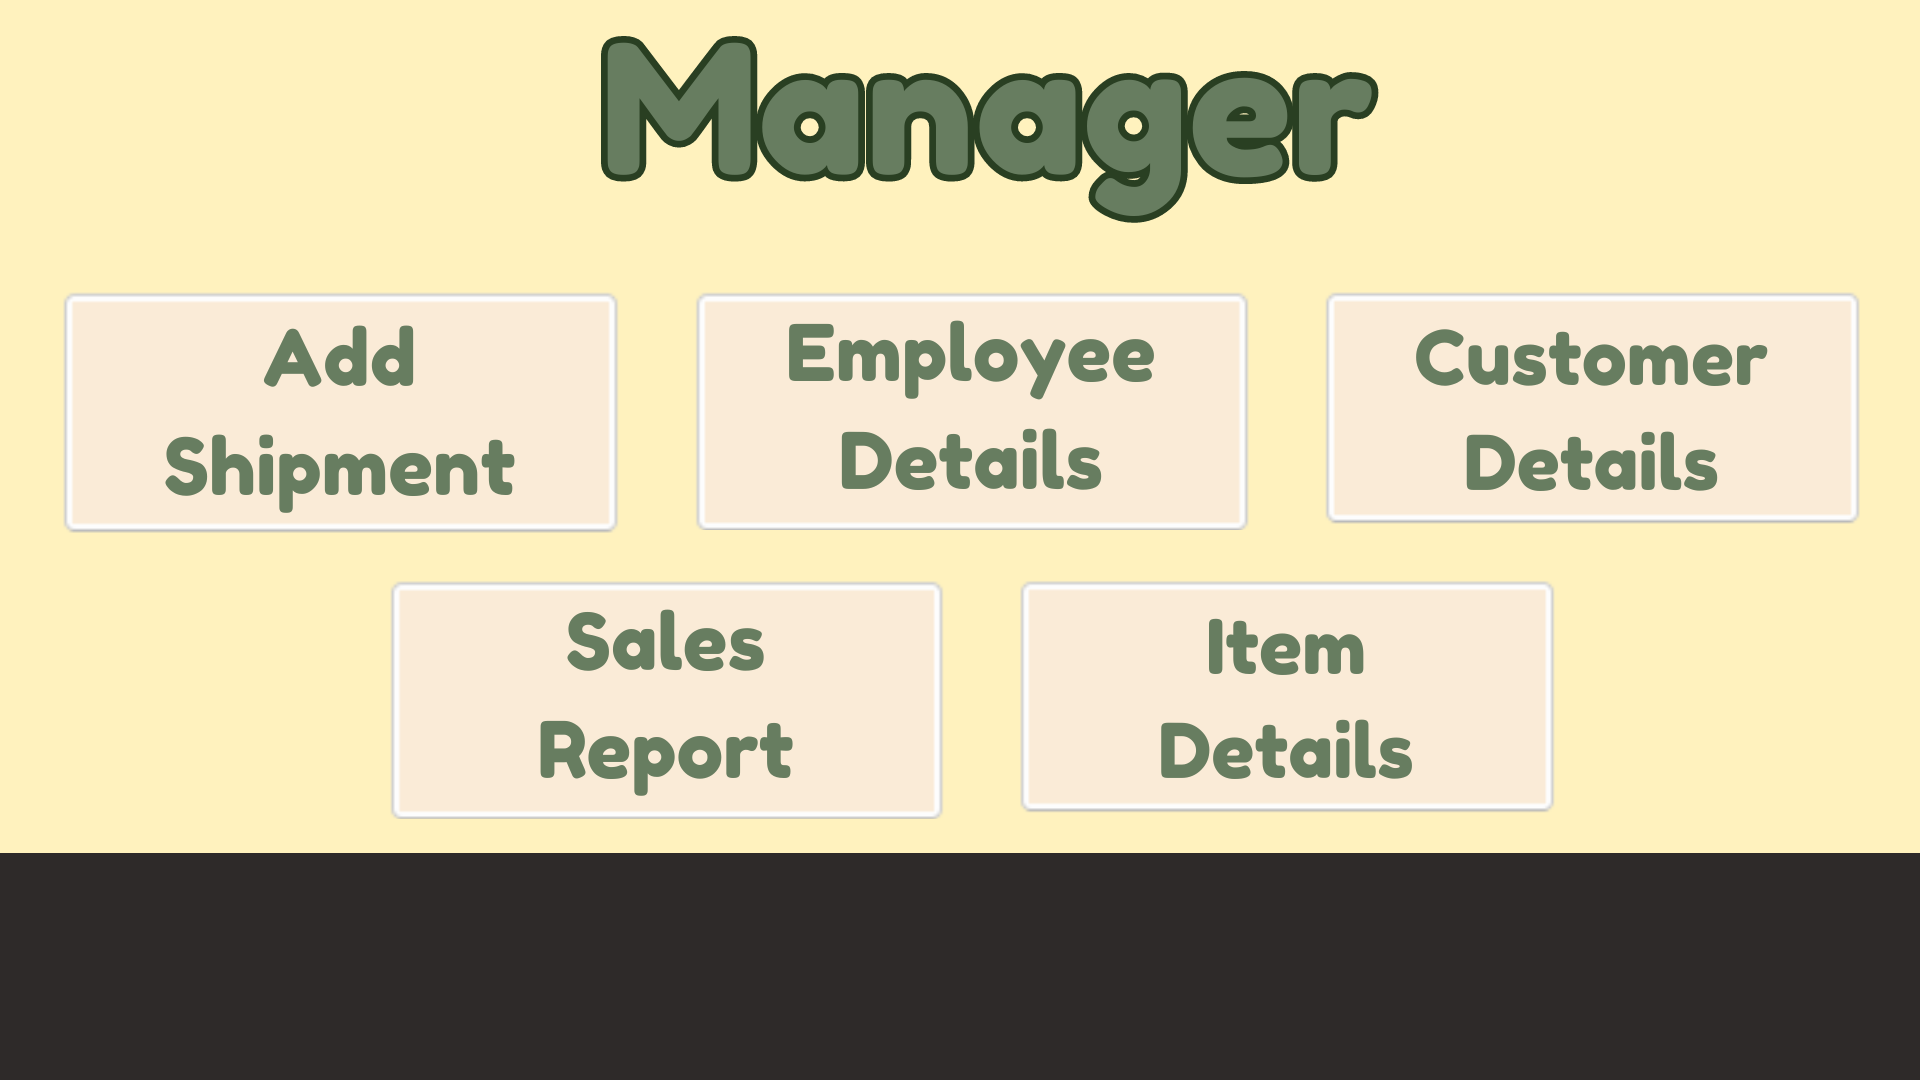 Manager
Add
Shipment
Employee
Details
Customer
Details
Sales
Report
Item
Details